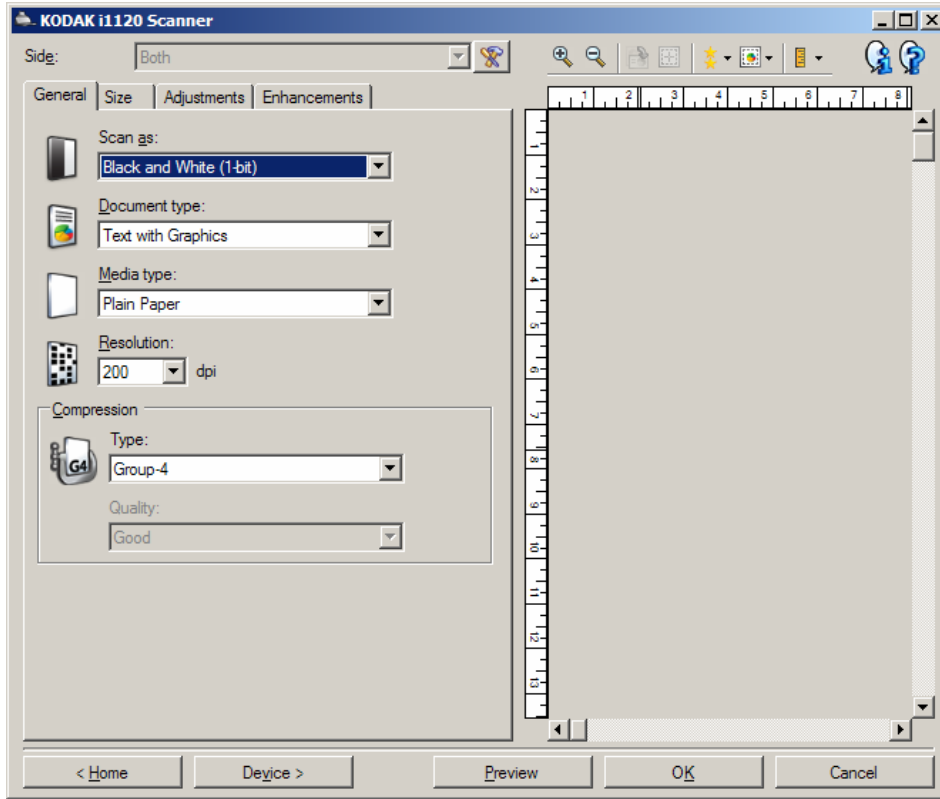 KODAK i1120 Scanner
Side: Both
General Size Adjustments Enhancements
Scan as:
Black and White (1-bit)
Document type:
Text with Graphics
Media type:
Plain Paper
Resolution:
200 dpi
Compression
Type:
G4 Group-4
Quality:
Good
1 2 3 4 5 6 7 8
1
2
3
4
5
6
7
8
9
10
11
12
13
< Home Device > Preview OK Cancel